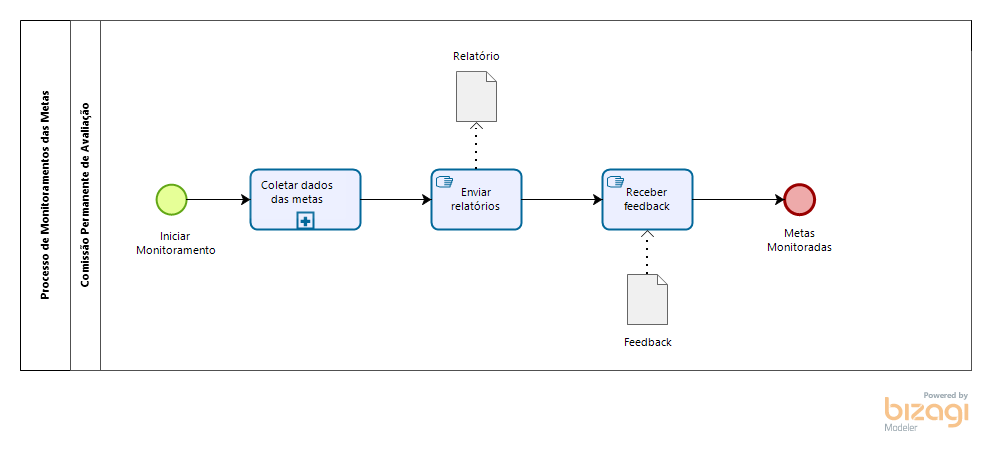 Processo de Monitoramentos das Metas
Comissão Permanente de Avaliação
Iniciar
Monitoramento
Coletar dados
das metas
Relatório
Enviar
relatórios
Receber
feedback
Feedback
Metas
Monitoradas
Powered by
bizagi
Modeler